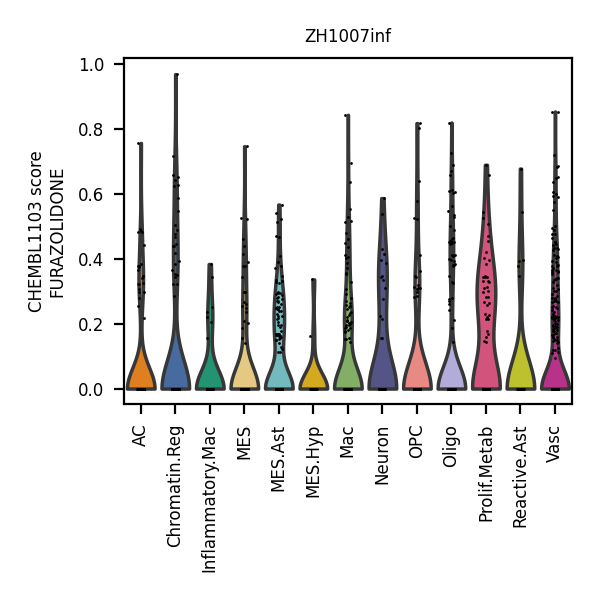 ZH1007inf
CHEMBL1103 score
FURAZOLIDONE
1.0
0.8
0.6
0.4
0.2
0.0
AC
Chromatin.Reg
Inflammatory.Mac
MES
MES.Ast
MES.Hyp
Mac
Neuron
OPC
Oligo
Prolif.Metab
Reactive.Ast
Vasc